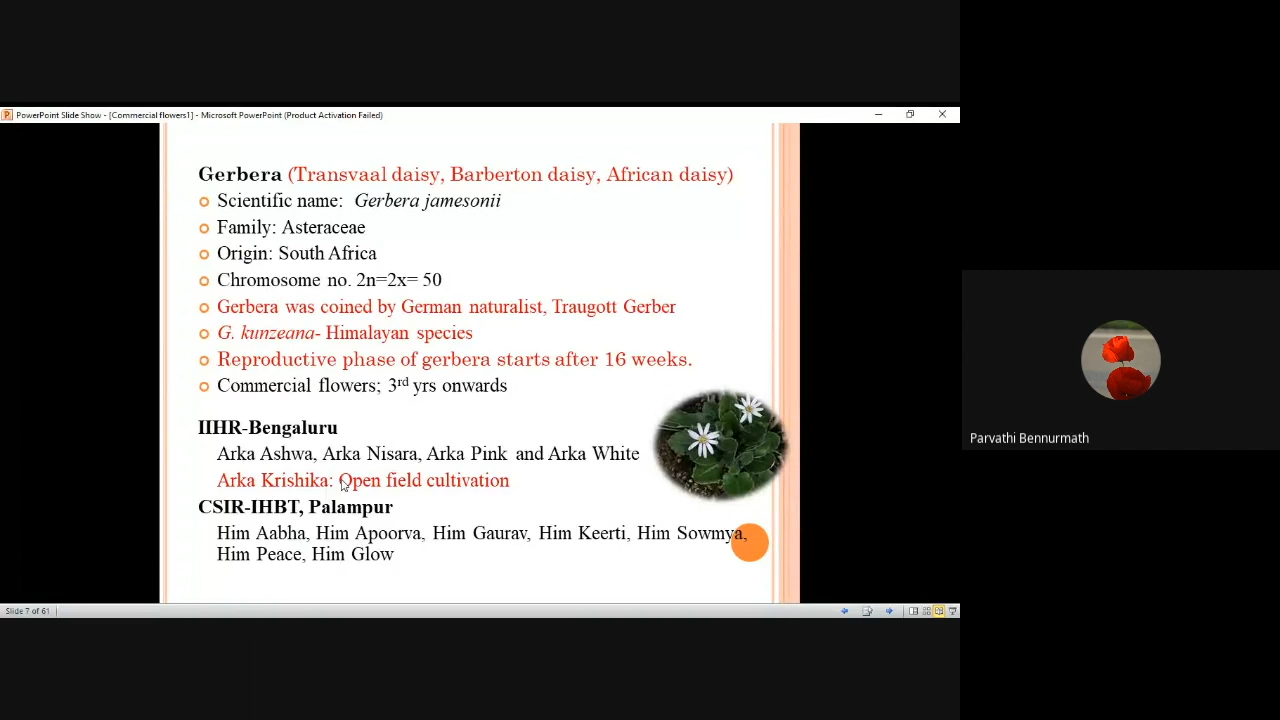 PowerPoint Slide Show - [Commercial flowers1] - Microsoft PowerPoint (Product Activation Failed)
Gerbera (Transvaal daisy, Barberton daisy, African daisy)
Scientific name: Gerbera jamesonii
Family: Asteraceae
Origin: South Africa
Chromosome no. 2n=2x= 50
Gerbera was coined by German naturalist, Traugott Gerber
G. kunzeana- Himalayan species
Reproductive phase of gerbera starts after 16 weeks.
Commercial flowers; 3rd yrs onwards
IIHR-Bengaluru
Arka Ashwa, Arka Nisara, Arka Pink and Arka White
Arka Krishika: Open field cultivation
CSIR-IHBT, Palampur
Him Aabha, Him Apoorva, Him Gaurav, Him Keerti, Him Sowmya,
Him Peace, Him Glow
Slide 7 of 61
Parvathi Bennurmath